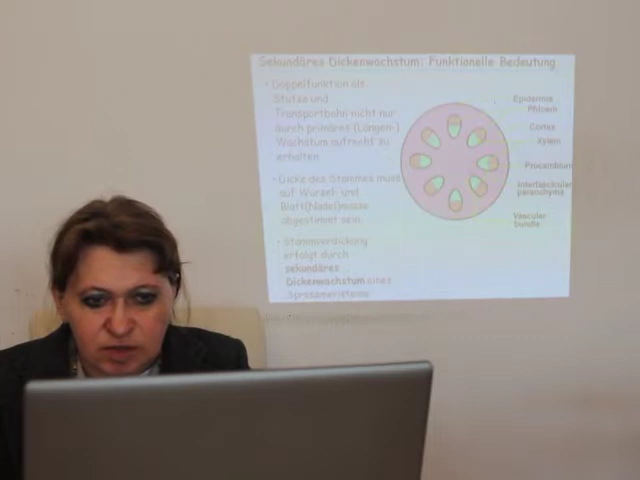 Sekundäres Dickenwachstum: Funktionelle Bedeutung
• Doppelfunktion als
Stütze und
Transportbahn nicht nur
durch primäres (Längen-)
Wachstum aufrecht zu
erhalten
• Dicke des Stammes muss
auf Wurzel- und
Blatt(Nadel)masse
abgestimmt sein.
• Stammverdickung
erfolgt durch
sekundäres
Dickenwachstum eines
Epidermis
Phloem
Cortex
Xylem
Procambium
Interfascicular
parenchyma
Vascular
bundle